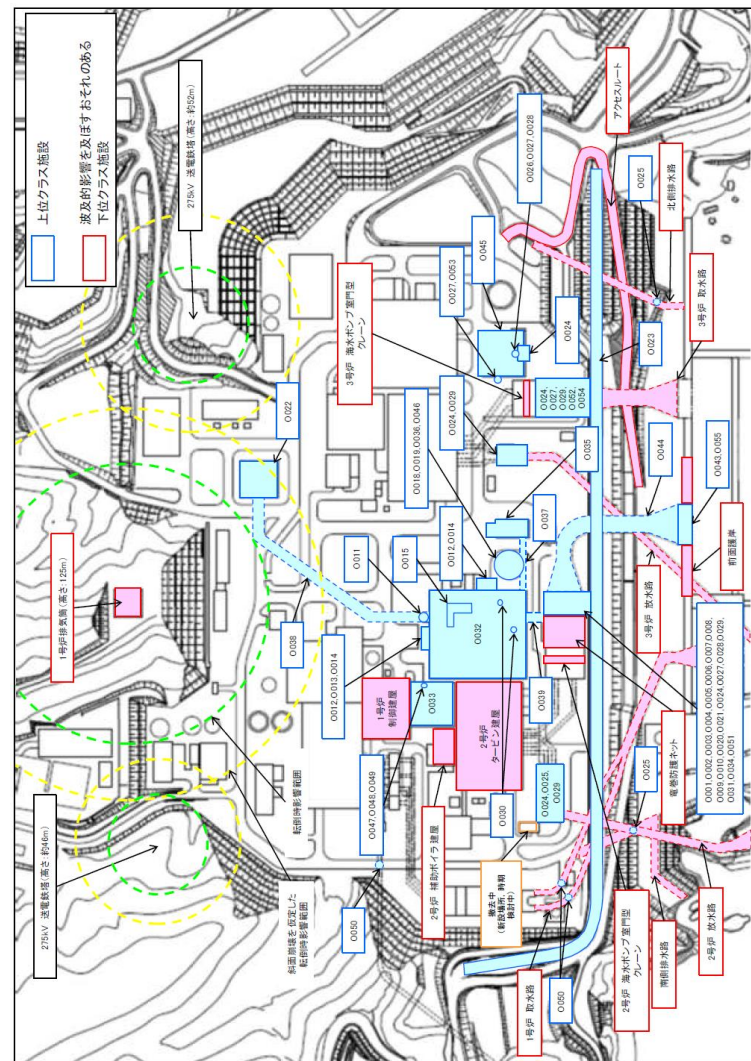 上位クラス施設
波及的影響を及ぼすおそれのある
下位クラス施設
275kV 送電鉄塔(高さ:約46m)
1号炉排気筒(高さ:125m)
275kV 送電鉄塔(高さ:約52m)
斜面崩壊を仮定した
転倒時影響範囲
転倒時影響範囲
O022
O038
O050
O047,O048,O049
O012,O013,O014
O011
O015
O012,O014
O018,O019,O036,O046
O024,O029
3号炉 海水ポンプ室門型
クレーン
O027,O053
O045
O026,O027,O028
1号炉
制御建屋
O033
O032
2号炉 補助ボイラ建屋
2号炉
タービン建屋
O030
O039
O037
O035
O024,
O027,
O029,
O052,
O054
O024
O023
アクセスルート
撤去中
(新設場所、時期
検討中)
O024,O025,
O029
1号炉 取水路
O050
O025
南側排水路
2号炉 放水路
2号炉 海水ポンプ室門型
クレーン
竜巻防護ネット
O001,O002,O003,O004,O005,O006,O007,O008,
O009,O010,O020,O021,O024,O027,O028,O029,
O031,O034,O051
3号炉 放水路
前面護岸
O044
O043,O055
3号炉 取水路
O025
北側排水路